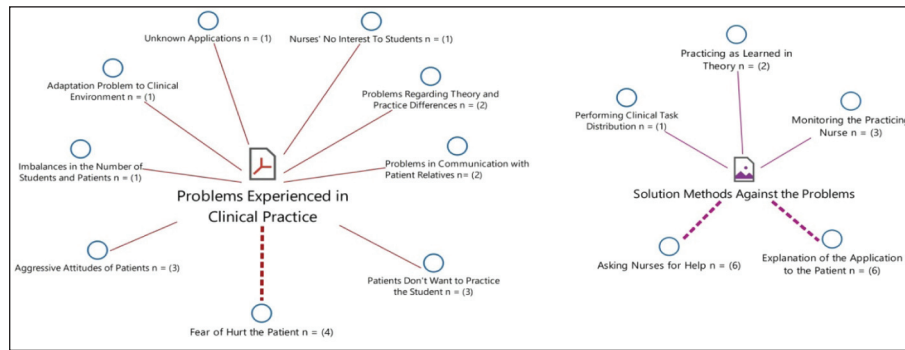 Unknown Applications n = (1)
Nurses' No Interest To Students n = (1)
Adaptation Problem to Clinical
Environment n = (1)
Problems Regarding Theory and
Practice Differences n = (2)
Imbalances in the Number of
Students and Patients n = (1)
Problems in Communication with
Patient Relatives n= (2)
Problems Experienced in
Clinical Practice
Aggressive Attitudes of Patients n = (3)
Patients Don't Want to Practice
the Student n = (3)
Fear of Hurt the Patient n = (4)
Practicing as Learned in
Theory n = (2)
Performing Clinical Task
Distribution n = (1)
Monitoring the Practicing
Nurse n = (3)
Solution Methods Against the Problems
Asking Nurses for Help n = (6)
Explanation of the Application
to the Patient n = (6)